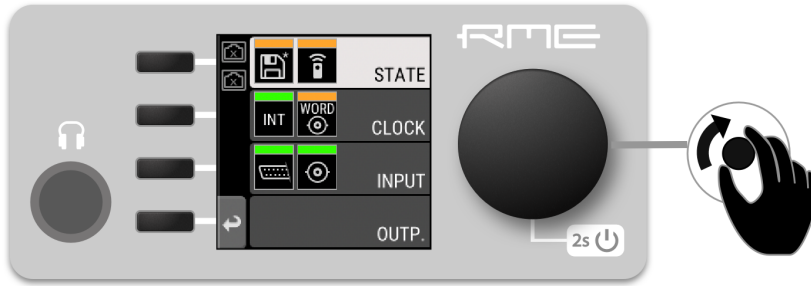 RME
STATE
INT
WORD
CLOCK
INPUT
OUTP.
2s